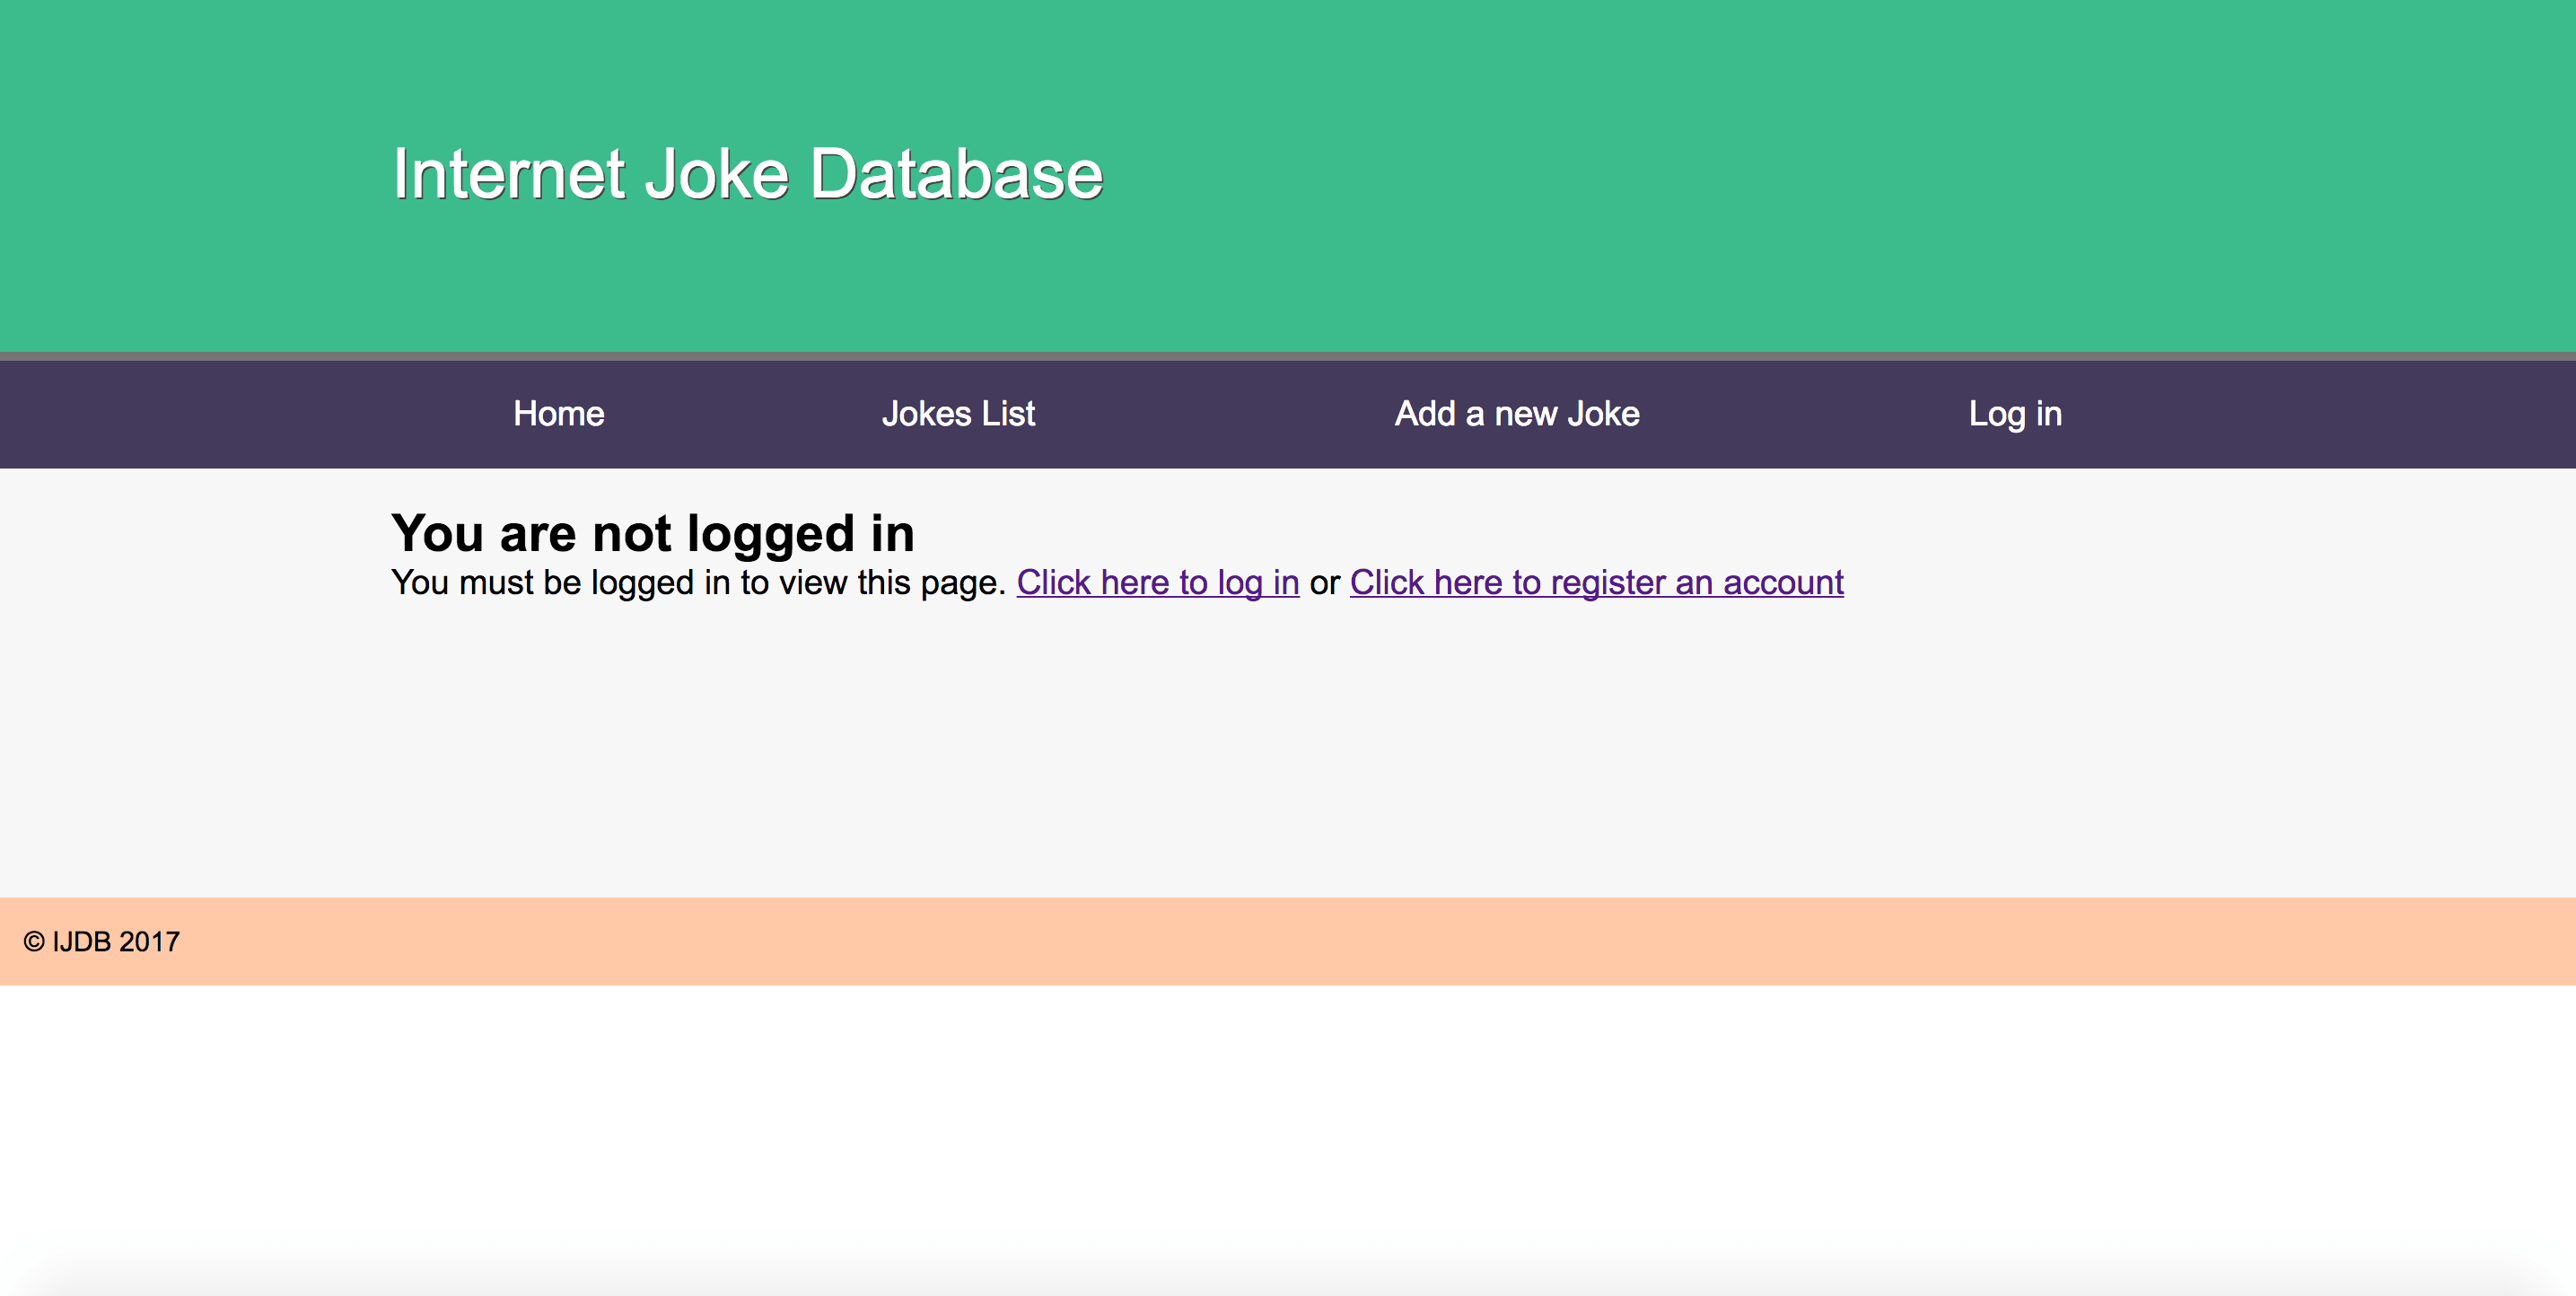 Internet Joke Database
Home Jokes List Add a new Joke Log in
You are not logged in
You must be logged in to view this page. Click here to log in or Click here to register an account
© IJDB 2017